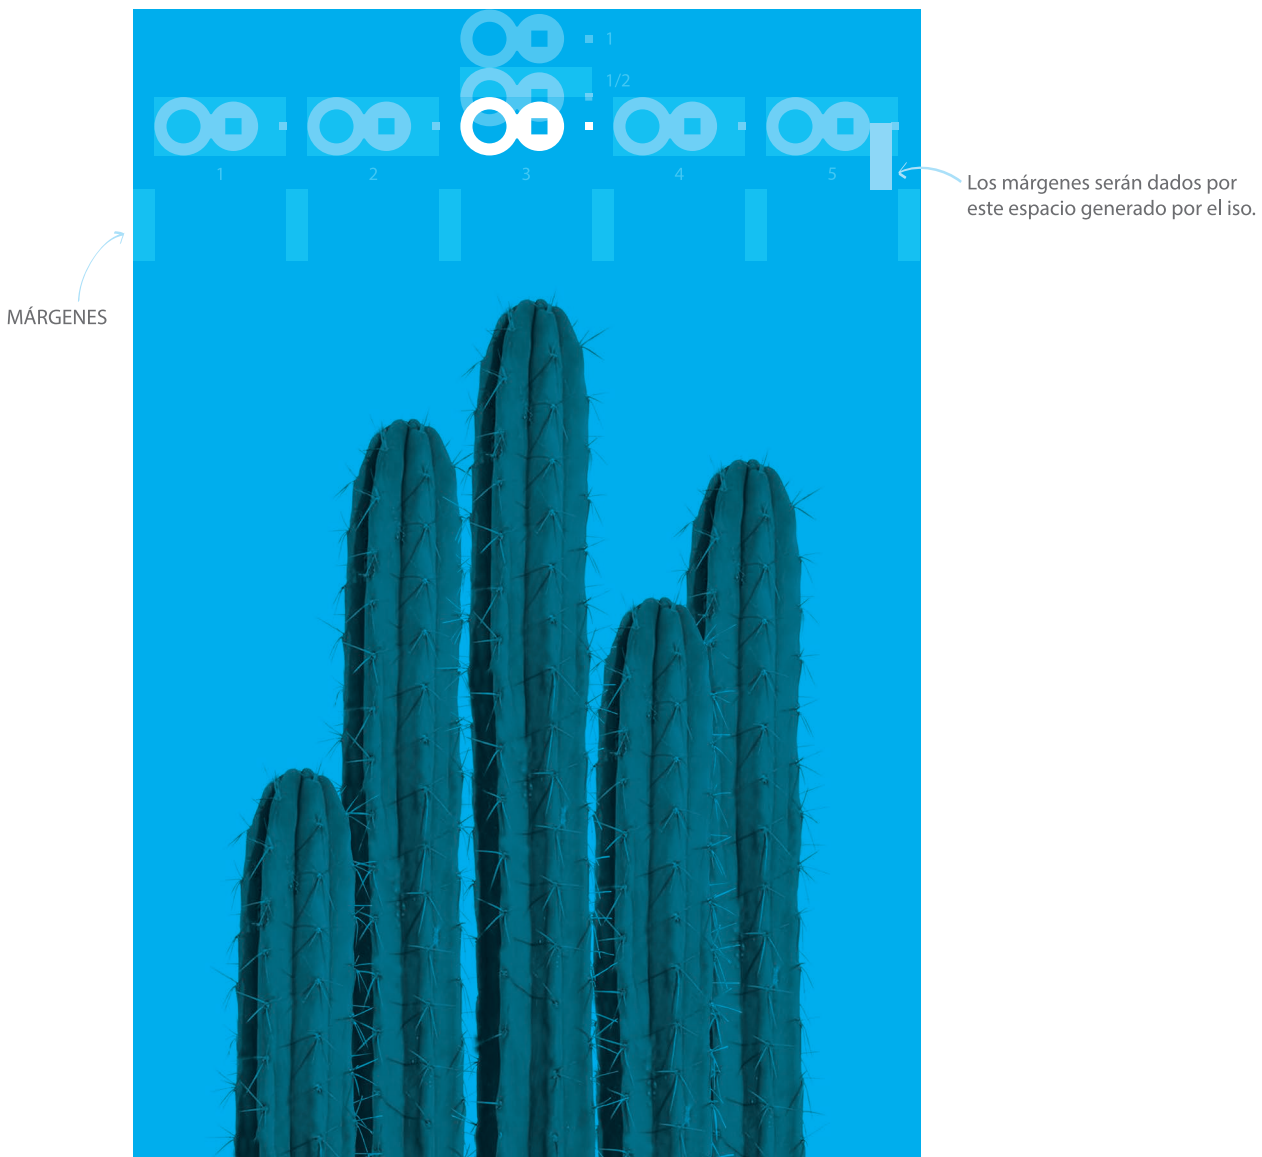 1
1/2
1 2 3 4 5
Los márgenes serán dados por
este espacio generado por el iso.
MÁRGENES